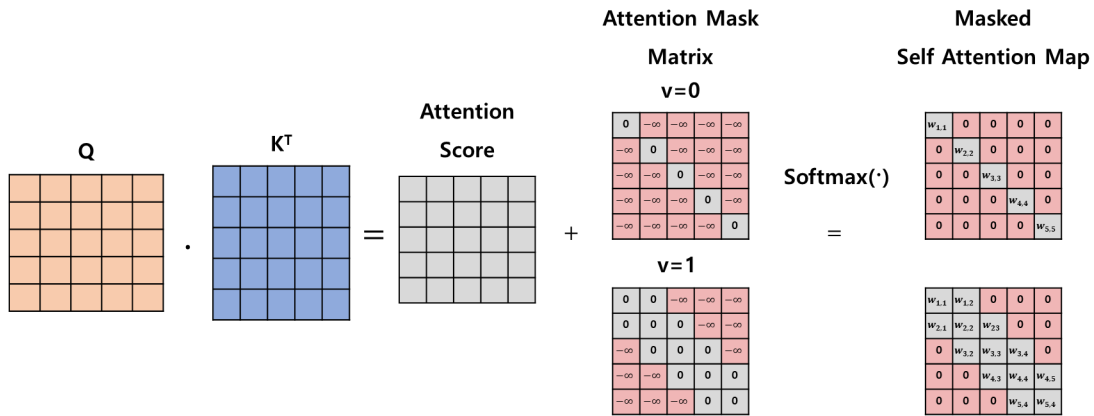 Q
·
Kᵀ
=
Attention
Score
+
Attention Mask
Matrix
v=0
0 −∞ −∞ −∞ −∞
−∞ 0 −∞ −∞ −∞
−∞ −∞ 0 −∞ −∞
−∞ −∞ −∞ 0 −∞
−∞ −∞ −∞ −∞ 0
v=1
0 0 −∞ −∞ −∞
0 0 0 −∞ −∞
−∞ 0 0 0 −∞
−∞ −∞ 0 0 0
−∞ −∞ −∞ 0 0
Softmax(·)
=
Masked
Self Attention Map
w1,1 0 0 0 0
0 w2,2 0 0 0
0 0 w3,3 0 0
0 0 0 w4,4 0
0 0 0 0 w5,5
w1,1 w1,2 0 0 0
w2,1 w2,2 w23 0 0
0 w3,2 w3,3 w3,4 0
0 0 w4,3 w4,4 w4,5
0 0 0 w5,4 w5,4